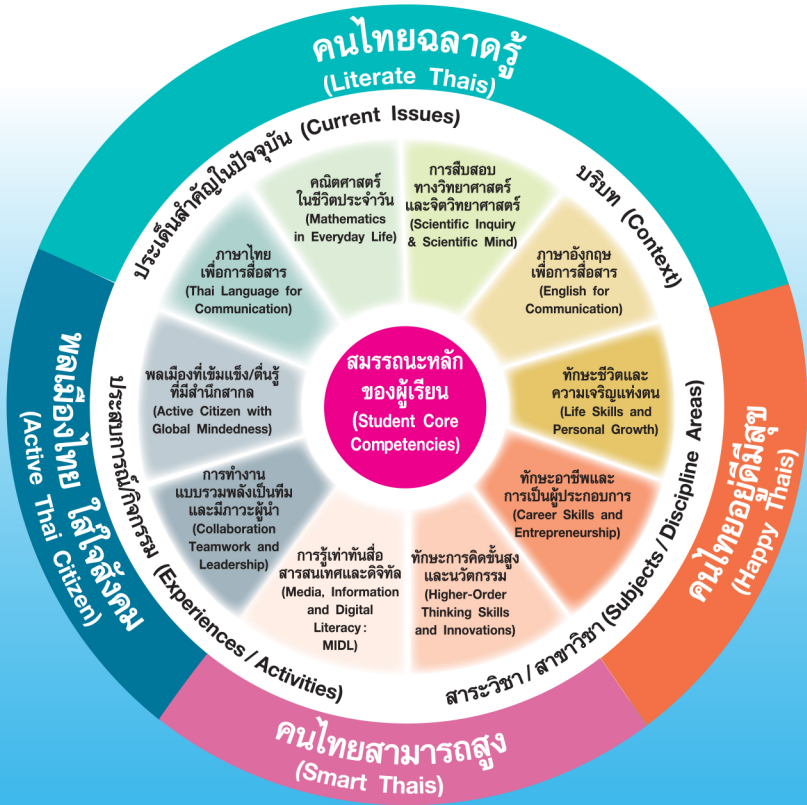 คนไทยฉลาดรู้
(Literate Thais)
ประเด็นสำคัญในปัจจุบัน (Current Issues)
บริบท (Context)
คณิตศาสตร์
ในชีวิตประจำวัน
(Mathematics
in Everyday Life)
การสืบสอบ
ทางวิทยาศาสตร์
และจิตวิทยาศาสตร์
(Scientific Inquiry
& Scientific Mind)
ภาษาไทย
เพื่อการสื่อสาร
(Thai Language for
Communication)
ภาษาอังกฤษ
เพื่อการสื่อสาร
(English for
Communication)
พลเมืองที่เข้มแข็ง/ตื่นรู้
ที่มีสำนึกสากล
(Active Citizen with
Global Mindedness)
สมรรถนะหลัก
ของผู้เรียน
(Student Core
Competencies)
ทักษะชีวิตและ
ความเจริญแห่งตน
(Life Skills and
Personal Growth)
การทำงาน
แบบรวมพลังเป็นทีม
และมีภาวะผู้นำ
(Collaboration
Teamwork and
Leadership)
ทักษะอาชีพและ
การเป็นผู้ประกอบการ
(Career Skills and
Entrepreneurship)
การรู้เท่าทันสื่อ
สารสนเทศและดิจิทัล
(Media, Information
and Digital
Literacy:
MIDL)
ทักษะการคิดขั้นสูง
และนวัตกรรม
(Higher-Order
Thinking Skills
and Innovations)
ประสบการณ์/กิจกรรม (Experiences/Activities)
สาระวิชา/สาขาวิชา (Subjects/Discipline Areas)
พลเมืองไทย ใส่ใจสังคม
(Active Thai Citizen)
คนไทยอยู่ดีมีสุข
(Happy Thais)
คนไทยสามารถสูง
(Smart Thais)